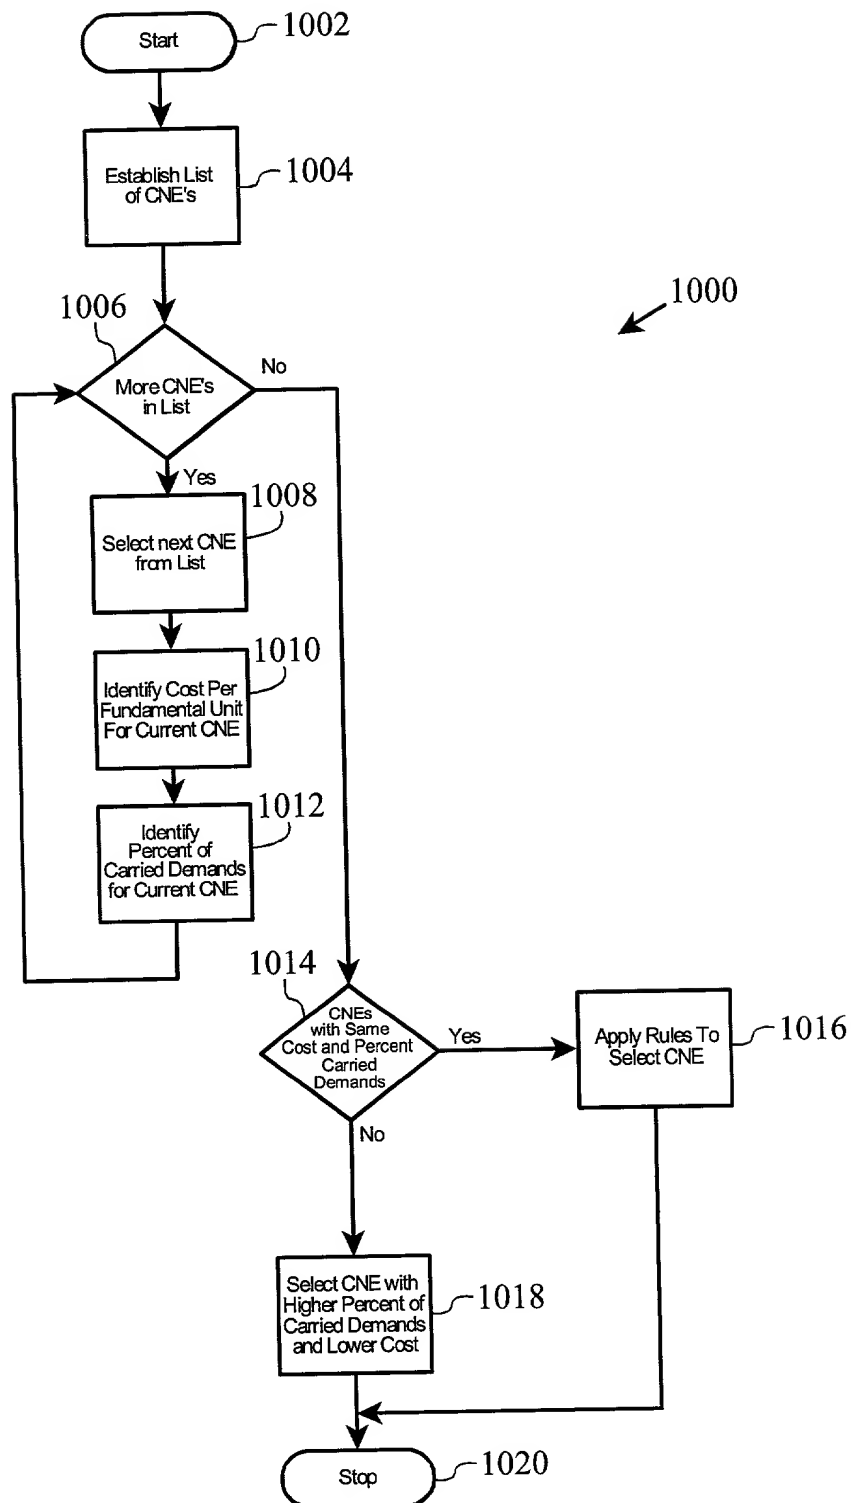 Start
1002
Establish List
of CNE's
1004
1000
1006
More CNE's
in List
No
Yes
1008
Select next CNE
from List
1010
Identify Cost Per
Fundamental Unit
For Current CNE
1012
Identify
Percent of
Carried Demands
for Current CNE
1014
CNEs
with Same
Cost and Percent
Carried
Demands
Yes
Apply Rules To
Select CNE
1016
No
Select CNE with
Higher Percent of
Carried Demands
and Lower Cost
1018
Stop
1020